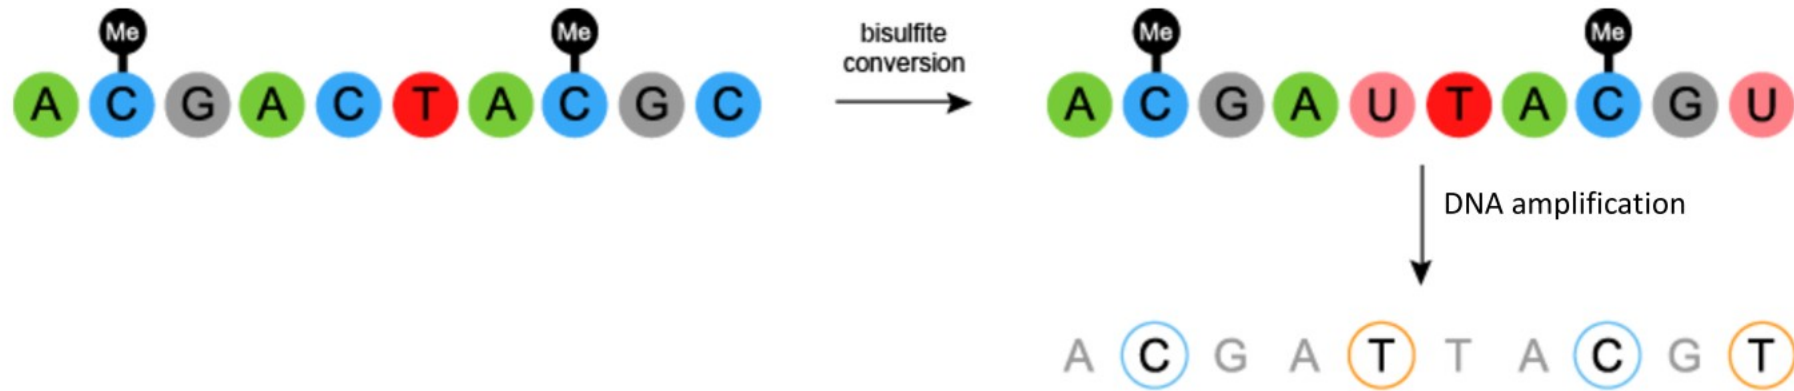 Me Me
A C G A C T A C G C
bisulfite
conversion
Me Me
A C G A U T A C G U
DNA amplification
A C G A T T A C G T